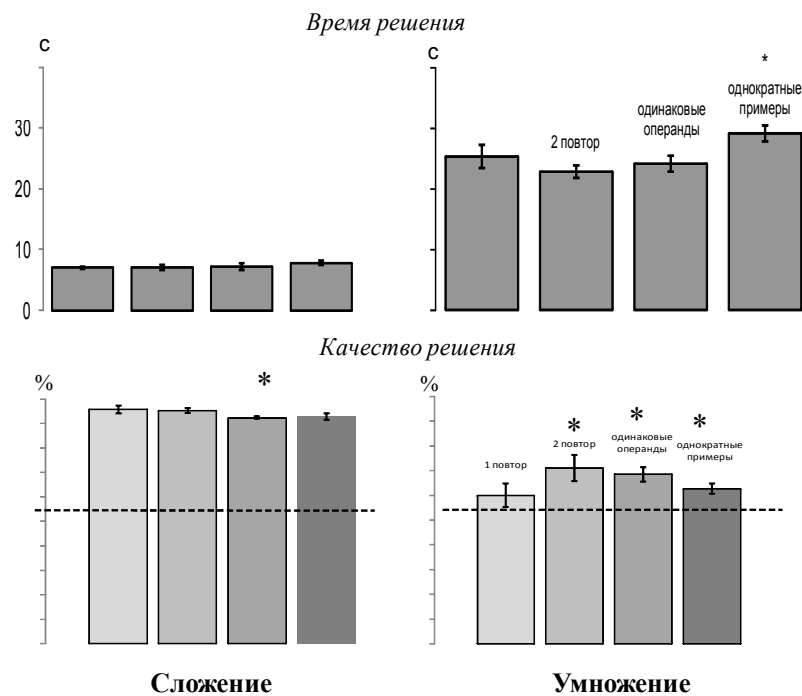 Время решения
с
30
20
10
0
с
2 повтор
одинаковые
операнды
*
однократные
примеры
Качество решения
%
*
%
1 повтор
*
2 повтор
*
одинаковые
операнды
*
однократные
примеры
Сложение
Умножение